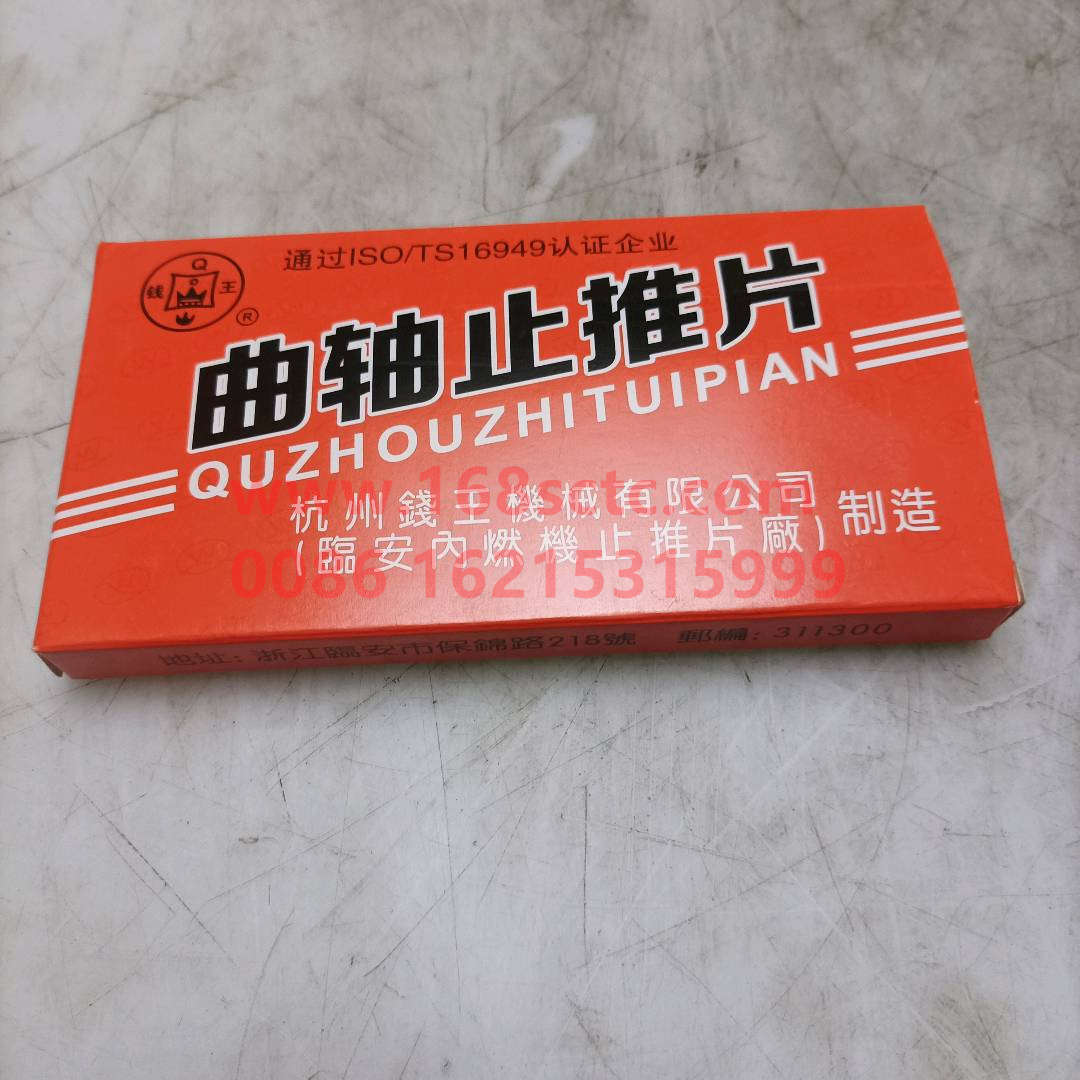 通过ISO/TS16949认证企业
Q
钱 王
®
曲轴止推片
QUZHOUZHITUIPIAN
杭州錢王機械有限公司
(臨安內燃機止推片廠)制造
www.168sctc.com
0086 16215315999
地址:浙江臨安市保錦路218號 郵編:311300